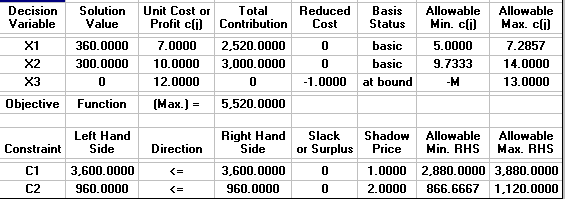 Decision Solution Unit Cost or Total Reduced Basis Allowable Allowable
Variable Value Profit c(j) Contribution Cost Status Min. c(j) Max. c(j)
X1 360.0000 7.0000 2,520.0000 0 basic 5.0000 7.2857
X2 300.0000 10.0000 3,000.0000 0 basic 9.7333 14.0000
X3 0 12.0000 0 -1.0000 at bound -M 13.0000
Objective Function (Max.) = 5,520.0000
Left Hand Right Hand Slack Shadow Allowable Allowable
Constraint Side Direction Side or Surplus Price Min. RHS Max. RHS
C1 3,600.0000 <= 3,600.0000 0 1.0000 2,880.0000 3,880.0000
C2 960.0000 <= 960.0000 0 2.0000 866.6667 1,120.0000